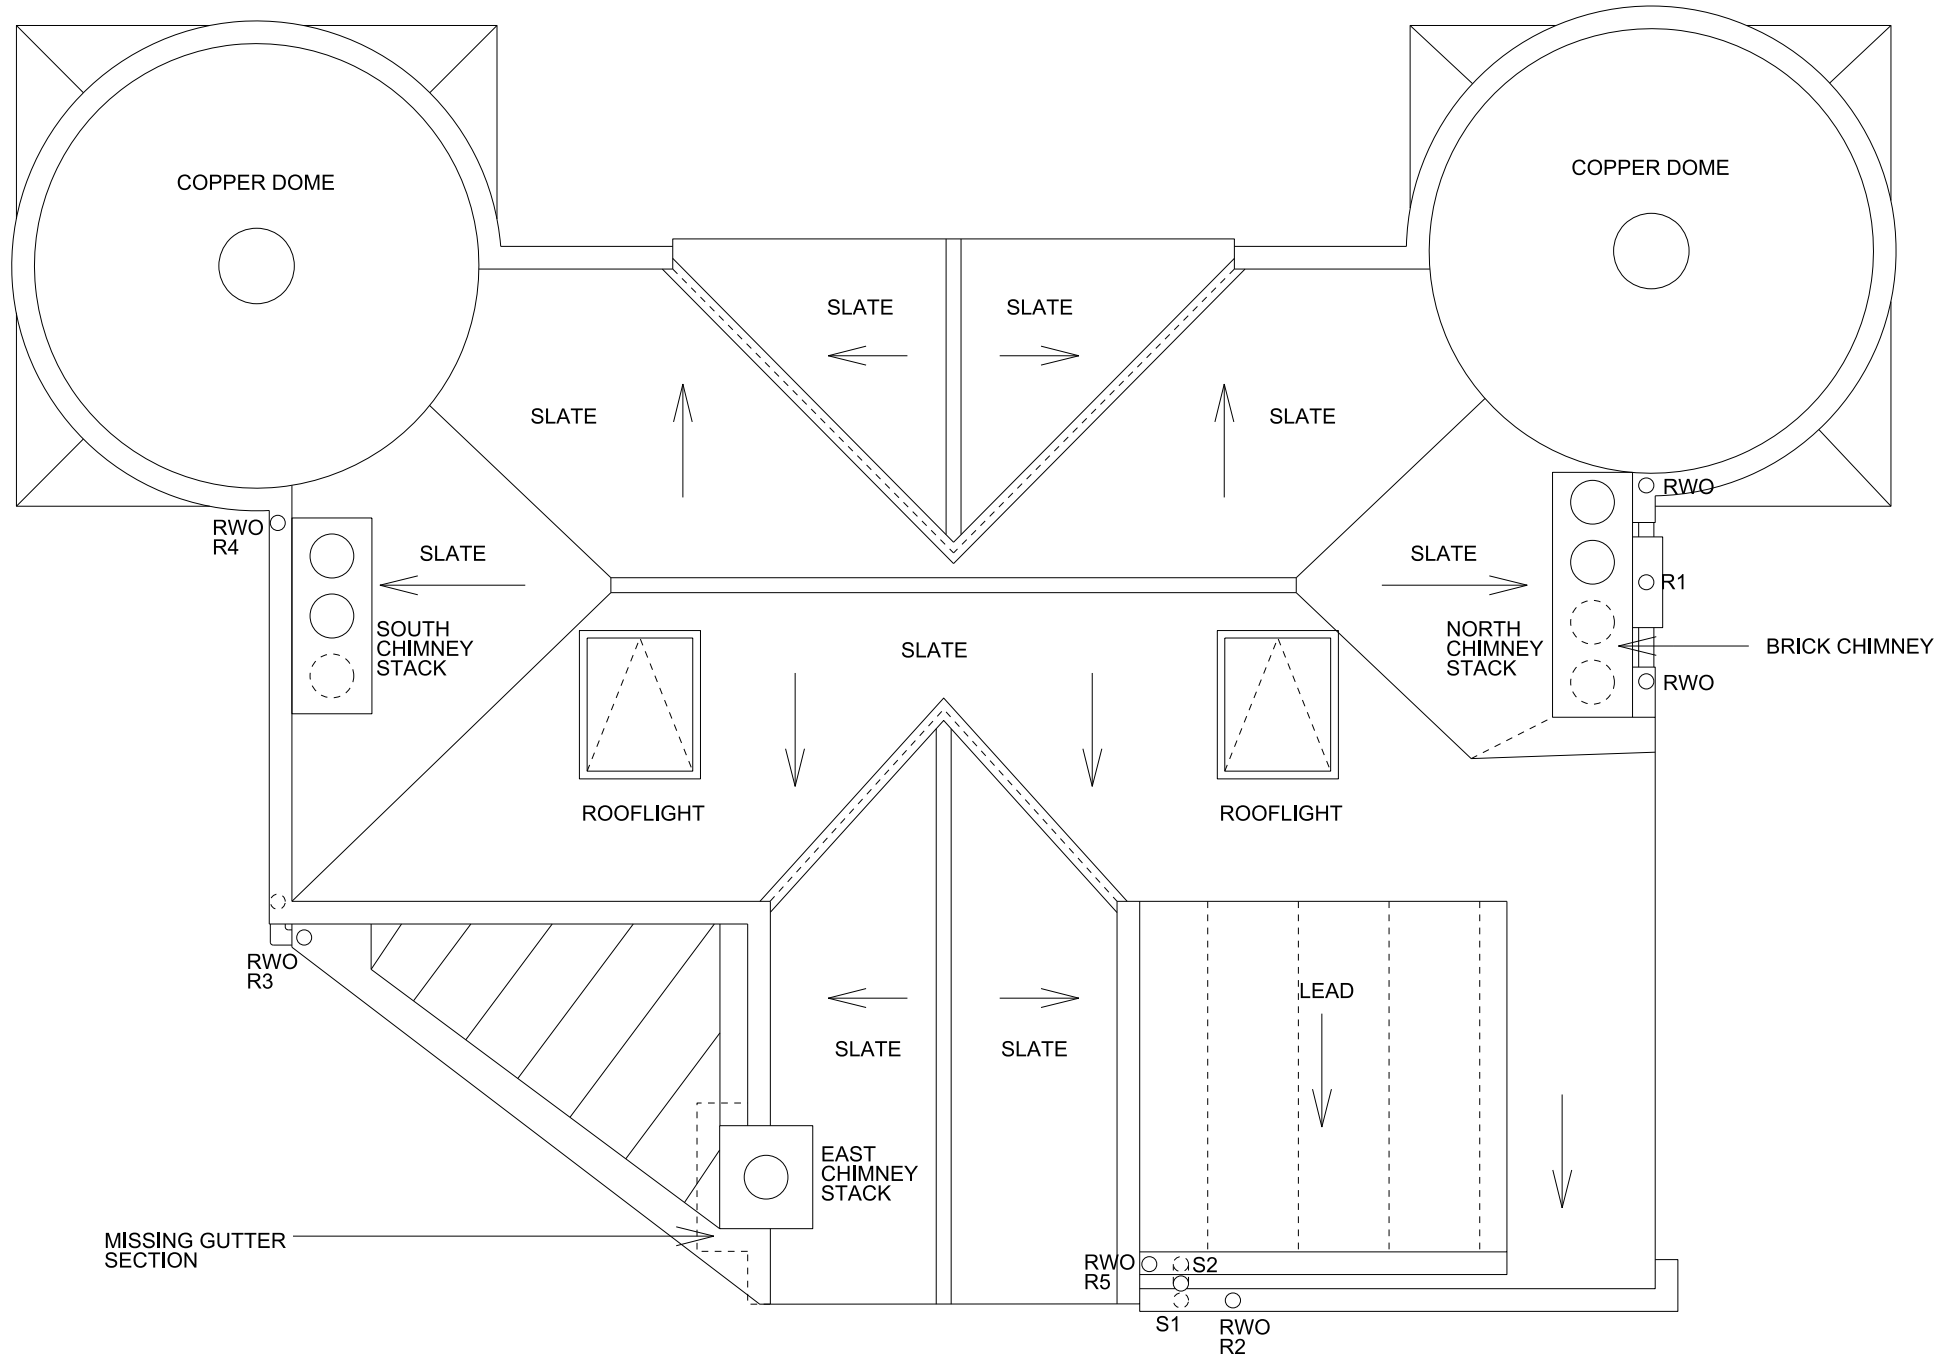 COPPER DOME
COPPER DOME
SLATE
SLATE
SLATE
SLATE
RWO
R4
SLATE
SLATE
RWO
R1
SOUTH
CHIMNEY
STACK
SLATE
NORTH
CHIMNEY
STACK
BRICK CHIMNEY
RWO
ROOFLIGHT
ROOFLIGHT
RWO
R3
LEAD
SLATE
SLATE
EAST
CHIMNEY
STACK
MISSING GUTTER
SECTION
RWO
R5
S2
S1
RWO
R2